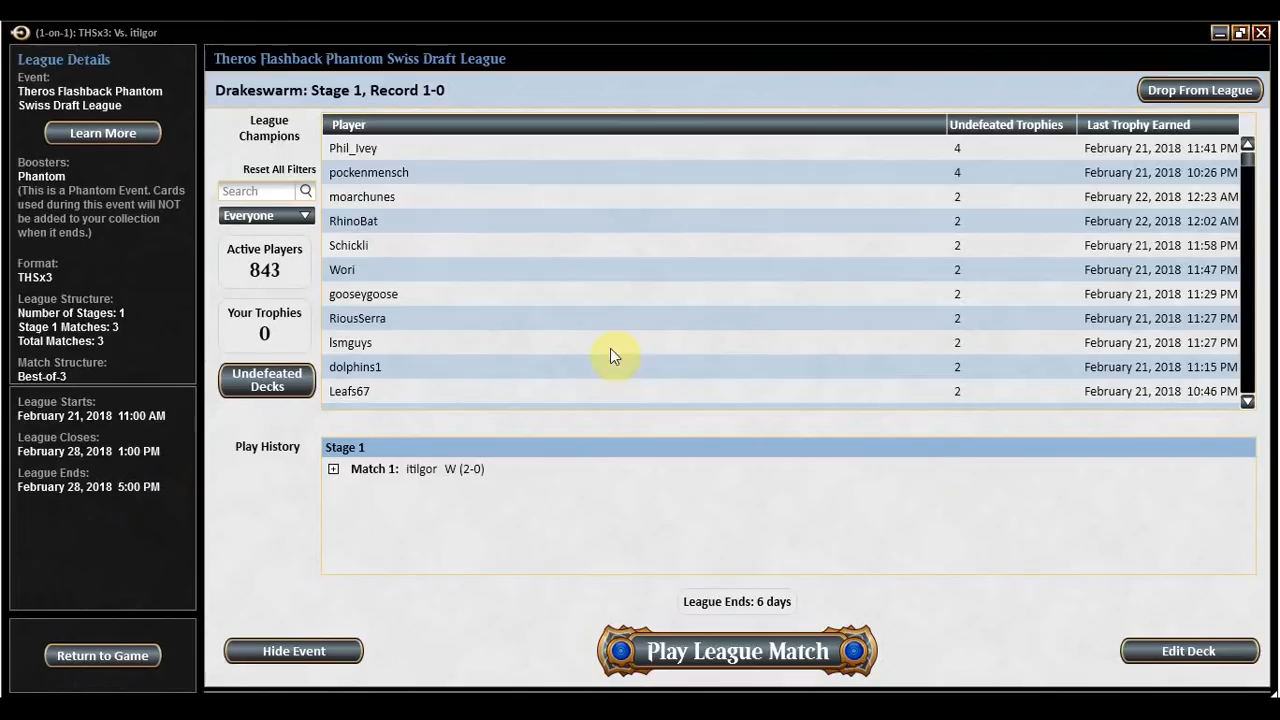 (1-on-1): THSx3: Vs. itilgor
League Details
Event:
Theros Flashback Phantom
Swiss Draft League
Learn More
Boosters:
Phantom
(This is a Phantom Event. Cards
used during this event will NOT
be added to your collection
when it ends.)
Format:
THSx3
League Structure:
Number of Stages: 1
Stage 1 Matches: 3
Total Matches: 3
Match Structure:
Best-of-3
League Starts:
February 21, 2018 11:00 AM
League Closes:
February 28, 2018 1:00 PM
League Ends:
February 28, 2018 5:00 PM
Return to Game
Theros Flashback Phantom Swiss Draft League
Drakeswarm: Stage 1, Record 1-0
Drop From League
League
Champions
Reset All Filters
Search
Everyone
Active Players
843
Your Trophies
0
Undefeated
Decks
Player Undefeated Trophies Last Trophy Earned
Phil_Ivey 4 February 21, 2018 11:41 PM
pockenmensch 4 February 21, 2018 10:26 PM
moarchunes 2 February 22, 2018 12:23 AM
RhinoBat 2 February 22, 2018 12:02 AM
Schickli 2 February 21, 2018 11:58 PM
Wori 2 February 21, 2018 11:47 PM
gooseygoose 2 February 21, 2018 11:29 PM
RiousSerra 2 February 21, 2018 11:27 PM
lsmguys 2 February 21, 2018 11:27 PM
dolphins1 2 February 21, 2018 11:15 PM
Leafs67 2 February 21, 2018 10:46 PM
Play History
Stage 1
Match 1: itilgor W (2-0)
League Ends: 6 days
Hide Event
Play League Match
Edit Deck